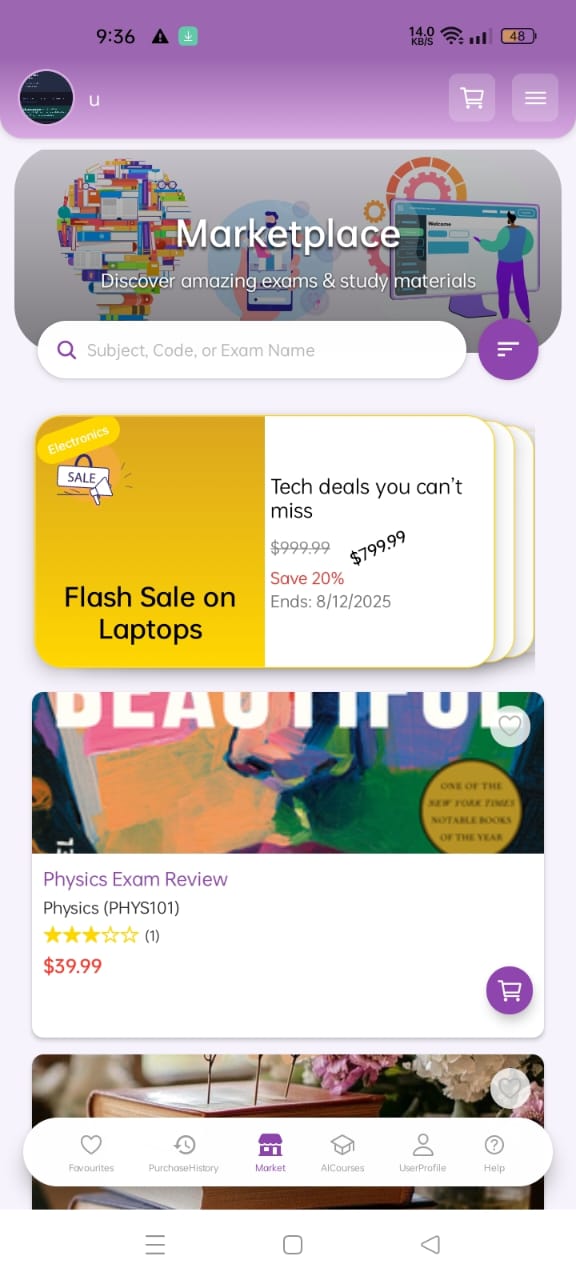 9:36
14.0
KB/S
48
u
Welcome
Marketplace
Discover amazing exams & study materials
Subject, Code, or Exam Name
Electronics
SALE
Flash Sale on
Laptops
Tech deals you can't
miss
$999.99 $799.99
Save 20%
Ends: 8/12/2025
BEAUTIFUL
ONE OF THE
NEW YORK TIMES
NOTABLE BOOKS
OF THE YEAR
Physics Exam Review
Physics (PHYS101)
(1)
$39.99
Favourites
PurchaseHistory
Market
AICourses
UserProfile
Help